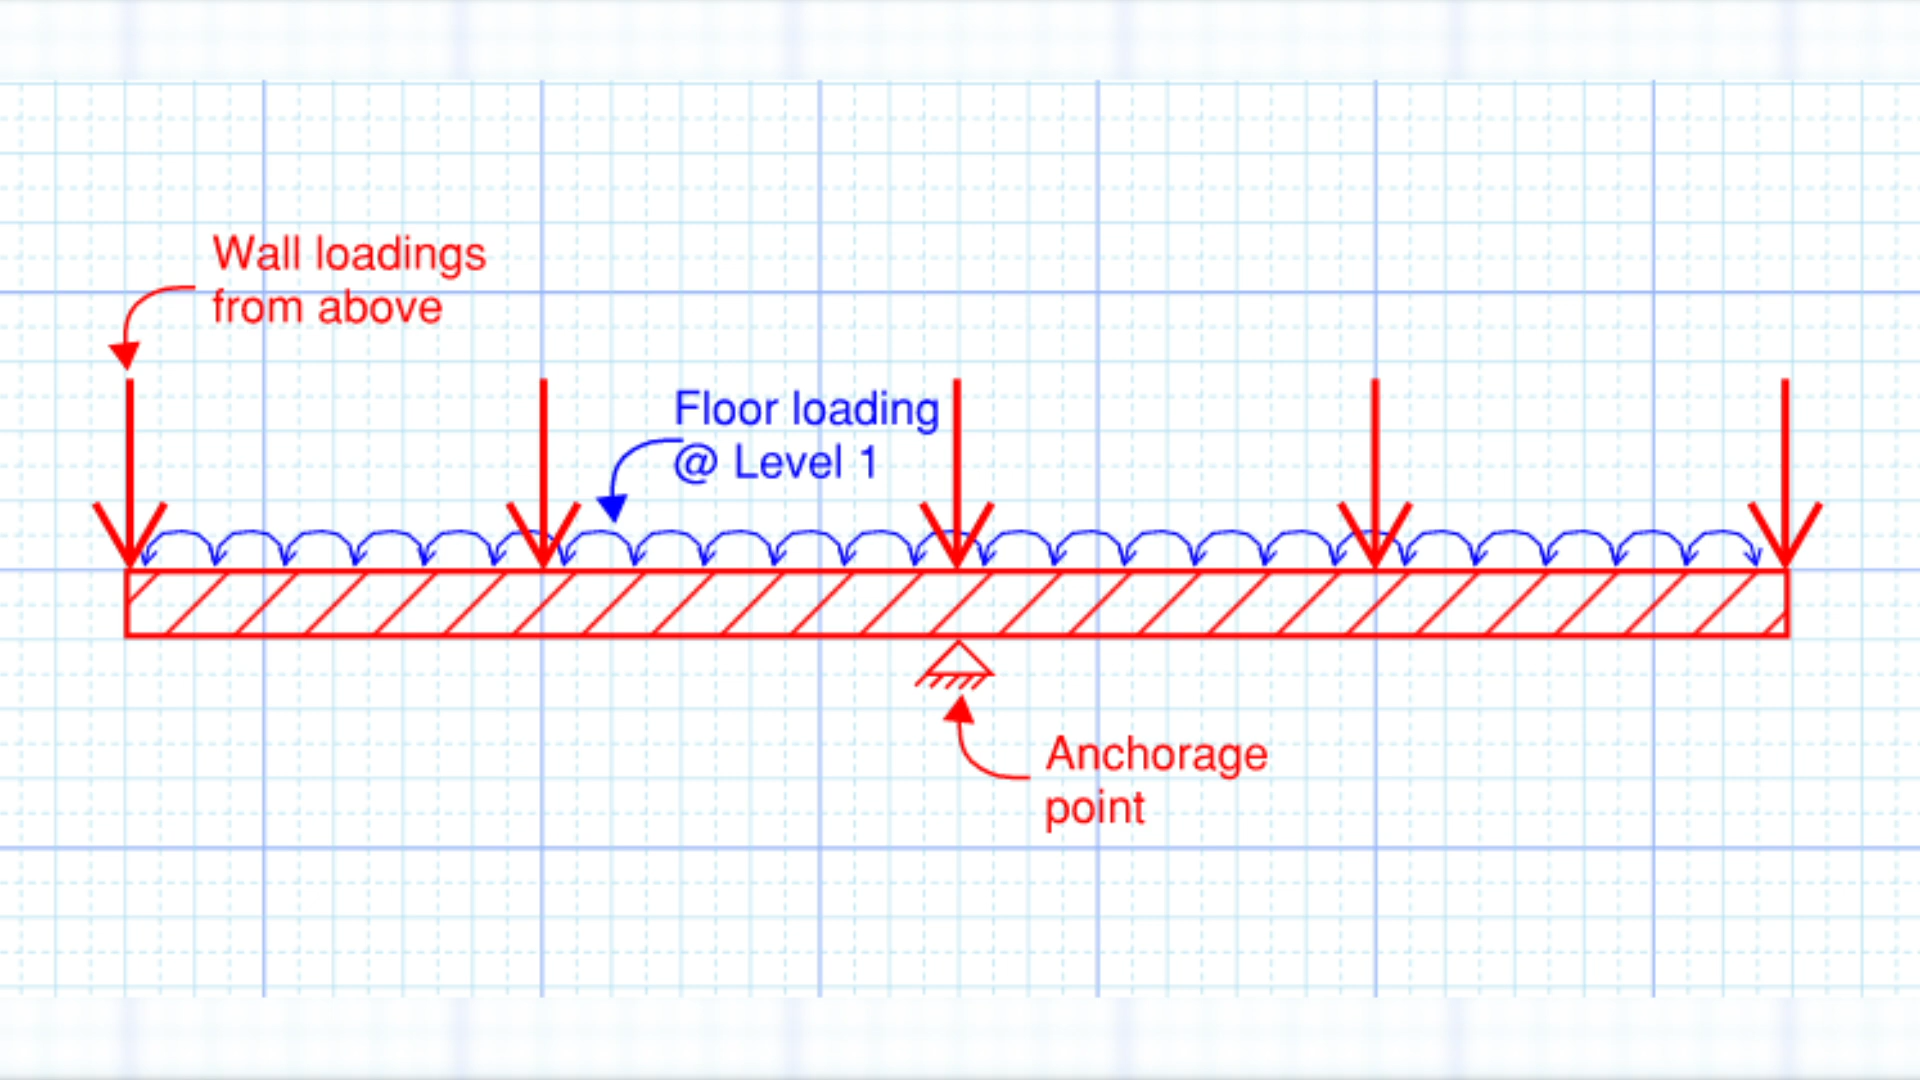 Wall loadings
from above
Floor loading
@ Level 1
Anchorage
point